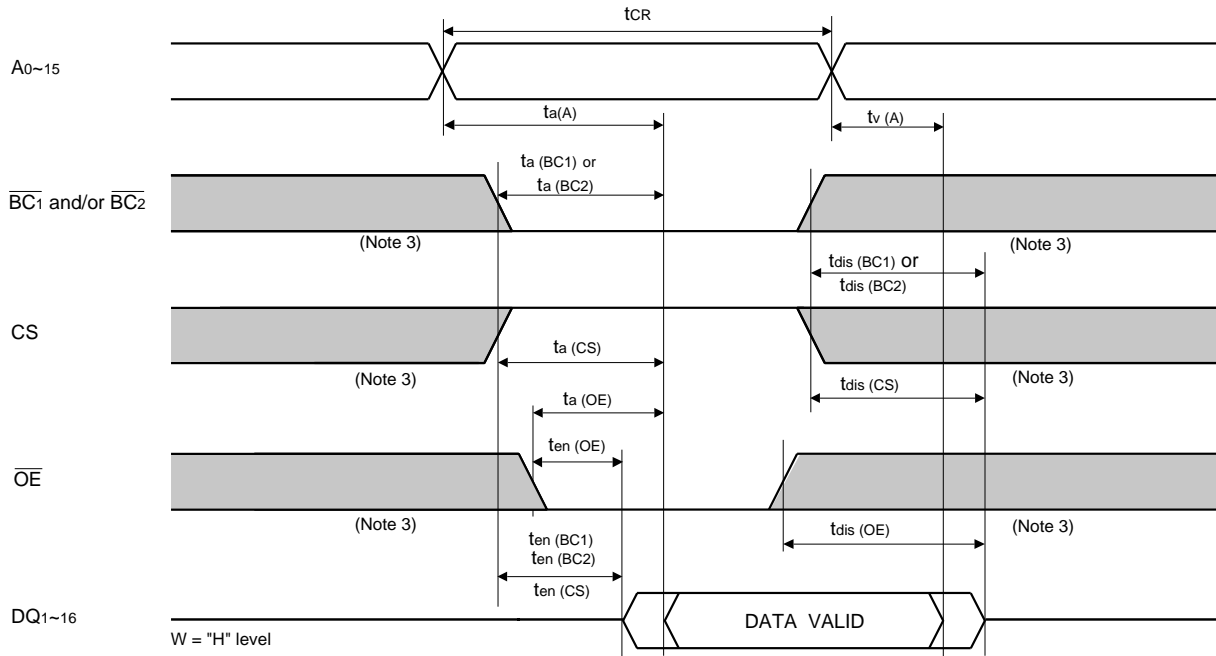 tCR
A0~15
ta(A)
tv (A)
ta (BC1) or
ta (BC2)
BC1 and/or BC2
(Note 3)
(Note 3)
tdis (BC1) or
tdis (BC2)
CS
ta (CS)
(Note 3)
(Note 3)
tdis (CS)
ta (OE)
ten (OE)
OE
(Note 3)
(Note 3)
tdis (OE)
ten (BC1)
ten (BC2)
ten (CS)
DQ1~16
DATA VALID
W = "H" level